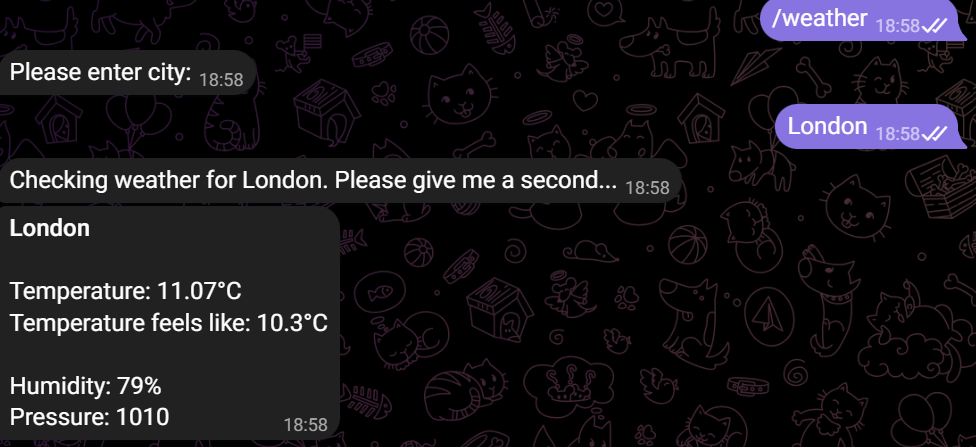 /weather 18:58
Please enter city: 18:58
London 18:58
Checking weather for London. Please give me a second... 18:58
London
Temperature: 11.07°C
Temperature feels like: 10.3°C
Humidity: 79%
Pressure: 1010 18:58